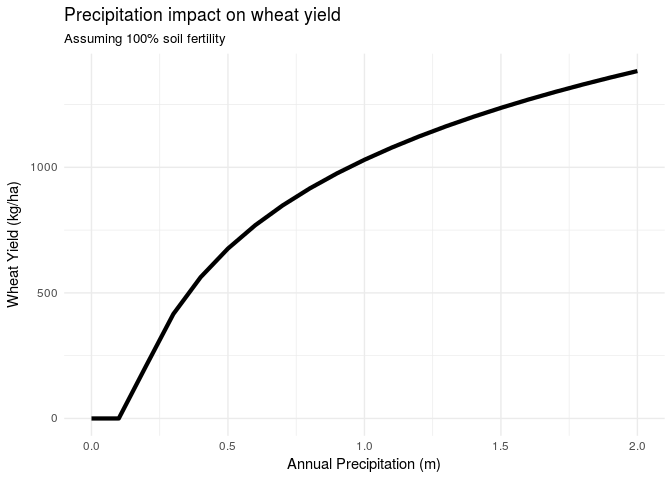 Precipitation impact on wheat yield
Assuming 100% soil fertility
Wheat Yield (kg/ha)
1000
500
0
0.0 0.5 1.0 1.5 2.0
Annual Precipitation (m)